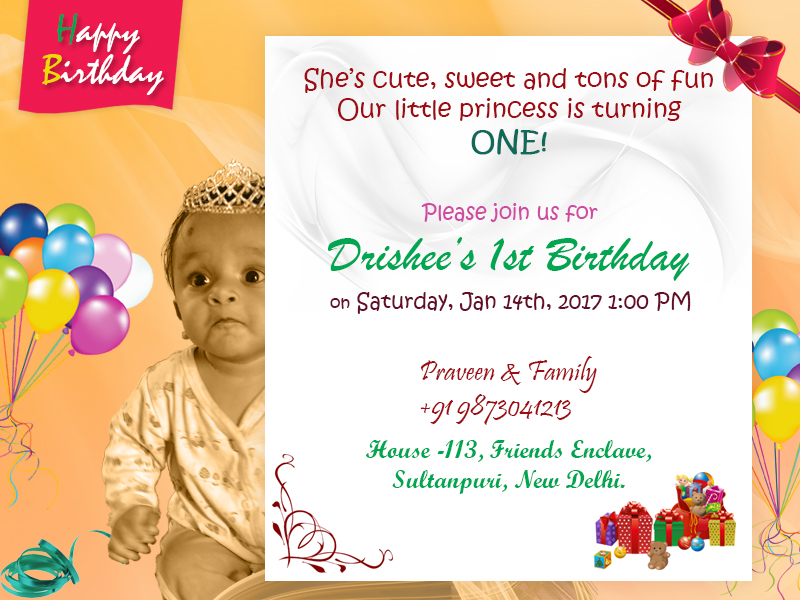 Happy
Birthday
She's cute, sweet and tons of fun
Our little princess is turning
ONE!
Please join us for
Drishee's 1st Birthday
on Saturday, Jan 14th, 2017 1:00 PM
Praveen & Family
+91 9873041213
House -113, Friends Enclave,
Sultanpuri, New Delhi.